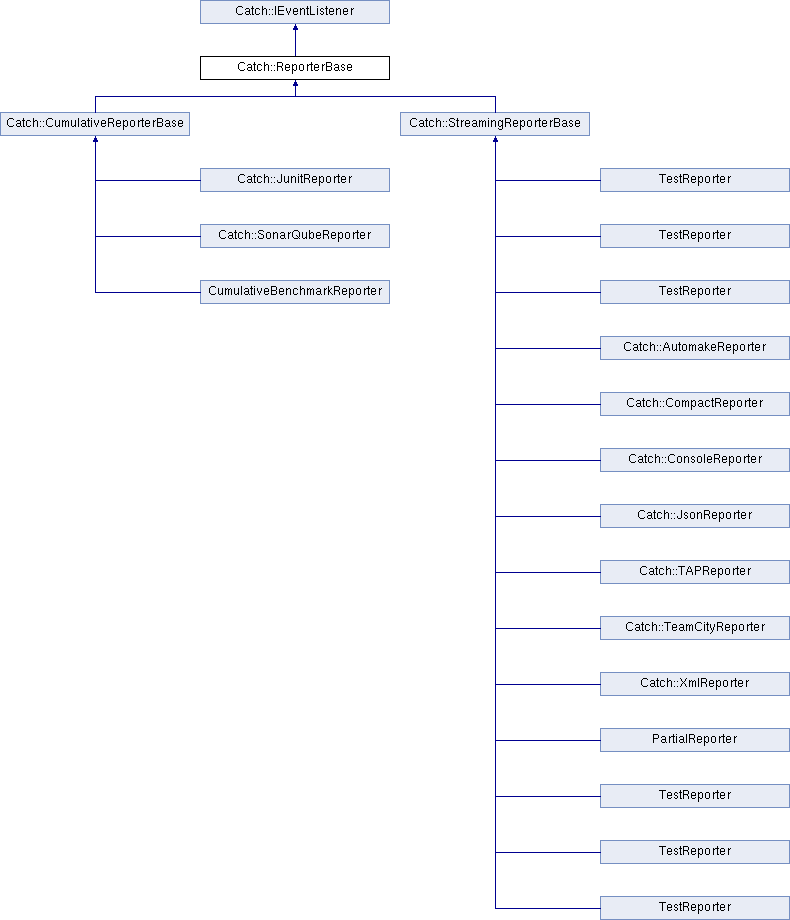 Catch::IEventListener
Catch::ReporterBase
Catch::CumulativeReporterBase
Catch::StreamingReporterBase
Catch::JunitReporter
TestReporter
Catch::SonarQubeReporter
TestReporter
CumulativeBenchmarkReporter
TestReporter
Catch::AutomakeReporter
Catch::CompactReporter
Catch::ConsoleReporter
Catch::JsonReporter
Catch::TAPReporter
Catch::TeamCityReporter
Catch::XmlReporter
PartialReporter
TestReporter
TestReporter
TestReporter